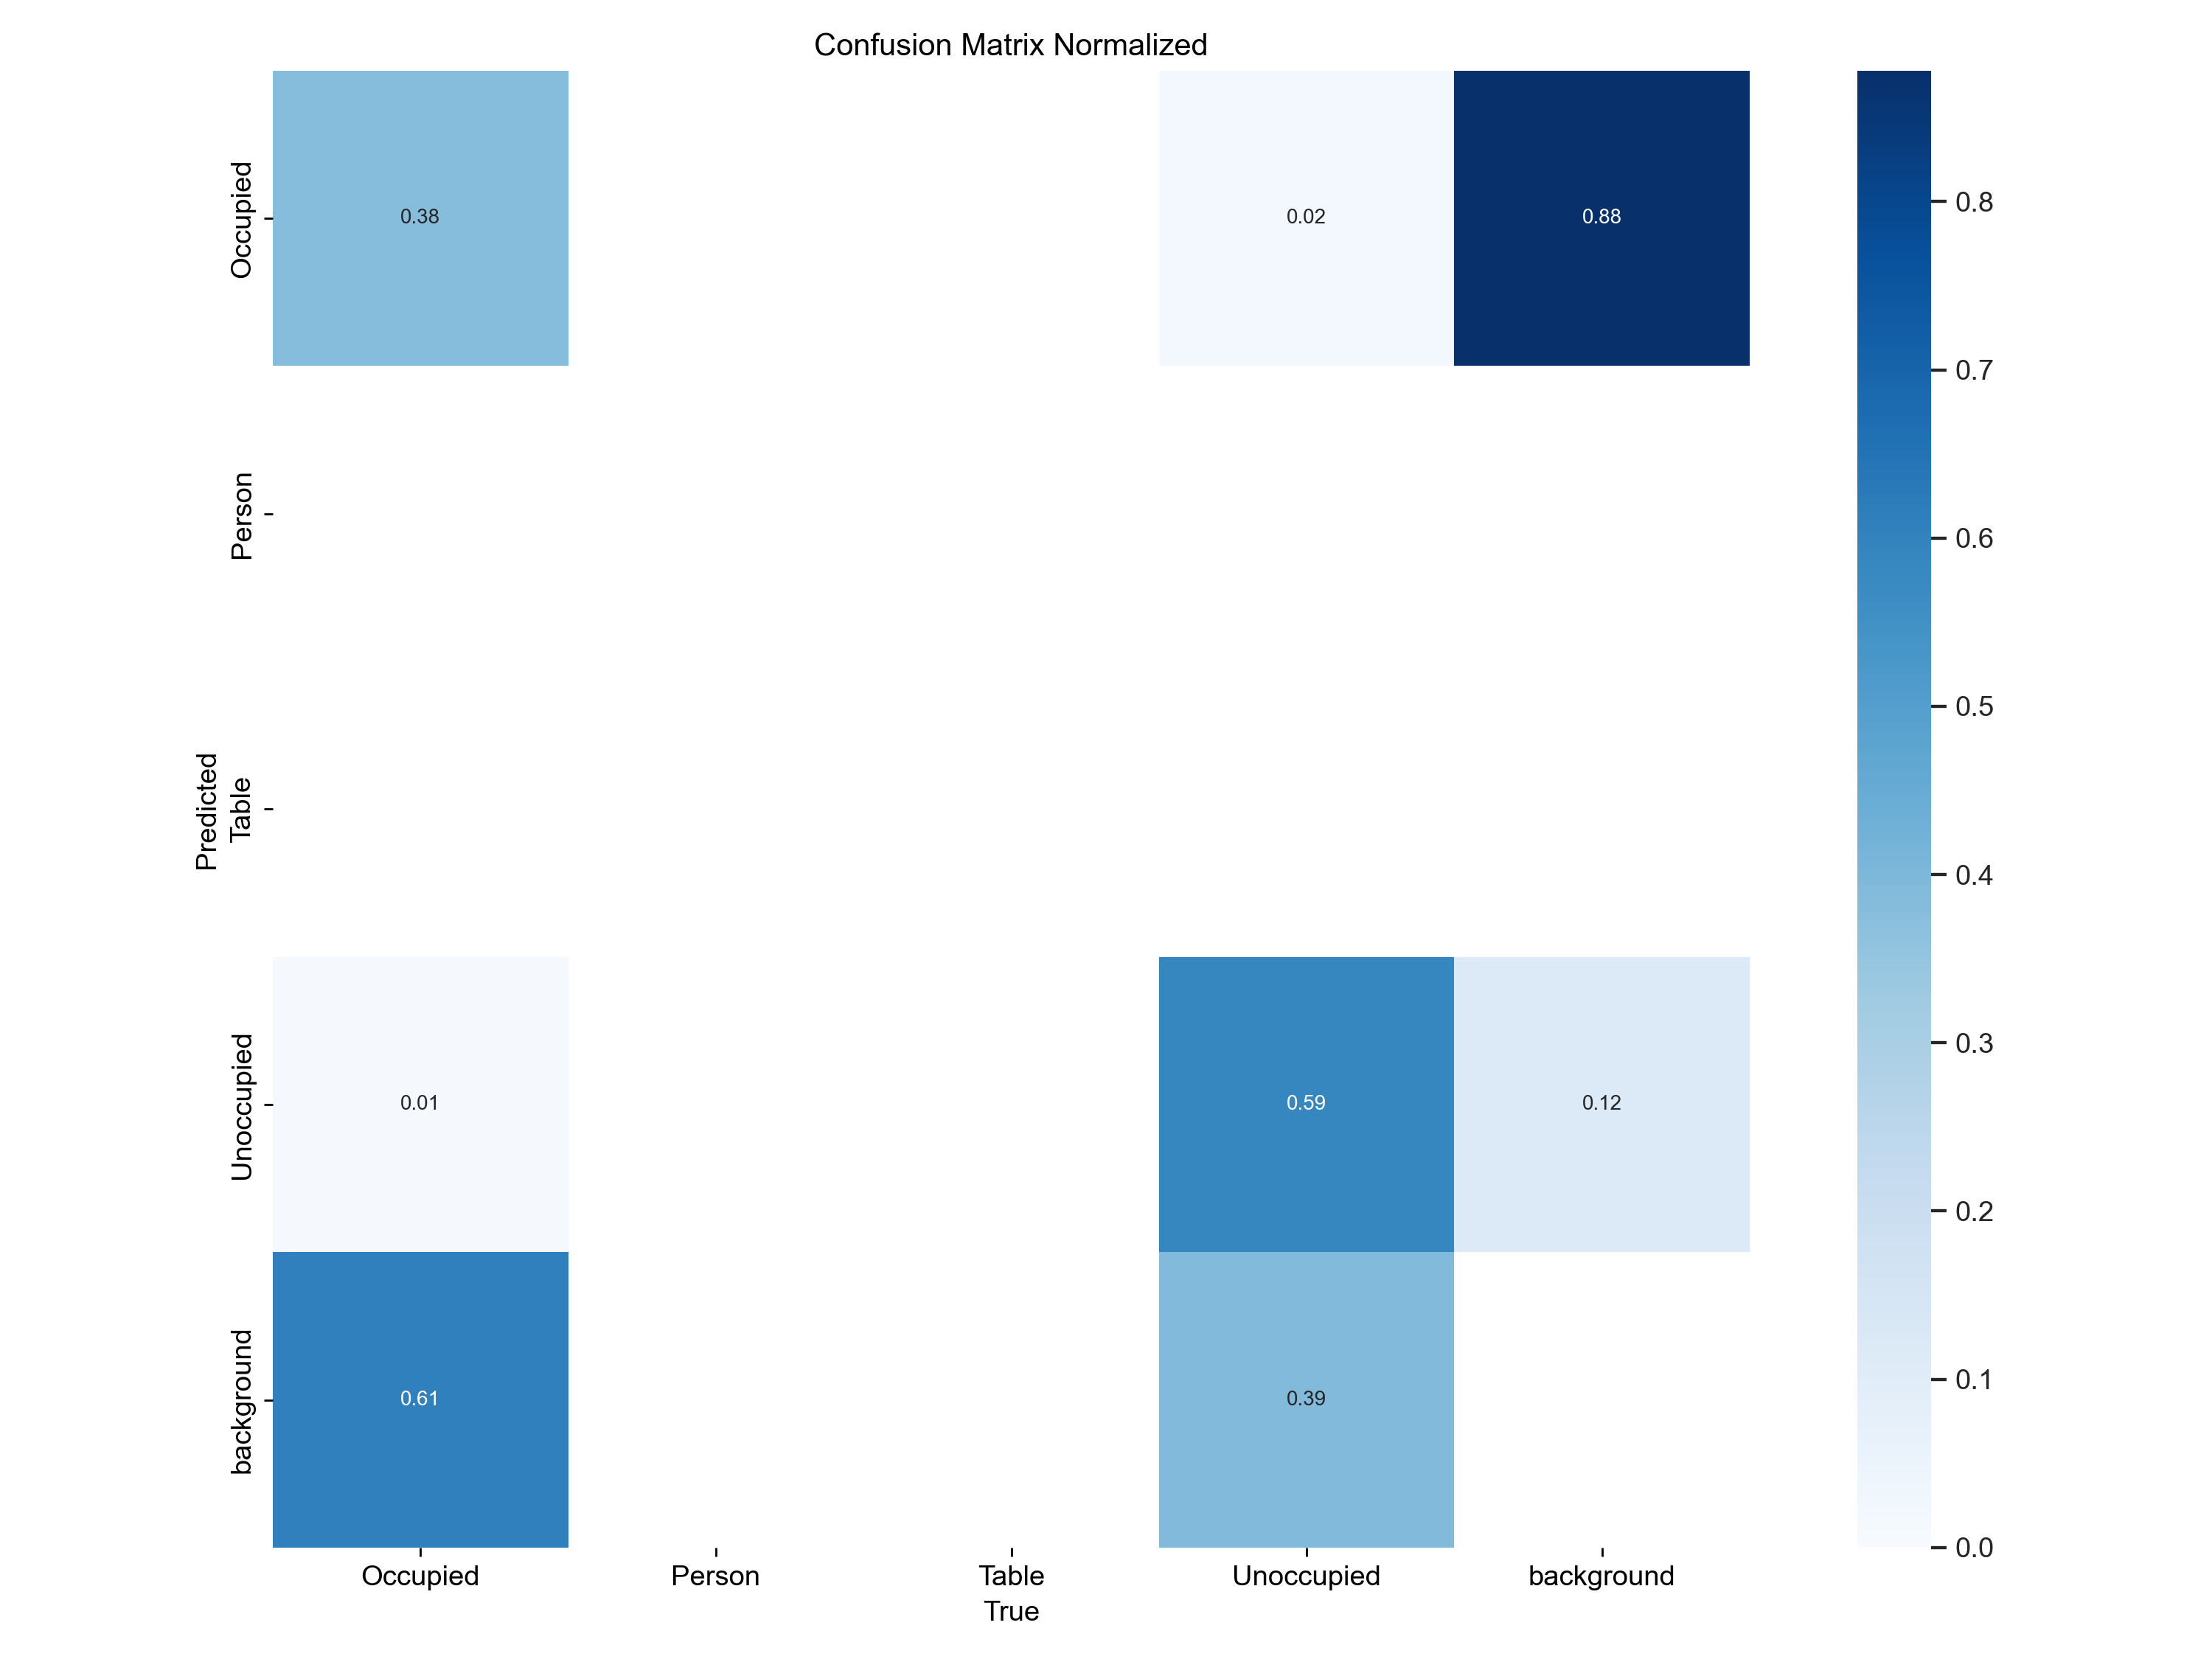 Confusion Matrix Normalized
Predicted
Occupied
0.38
0.02
0.88
Person
Table
Unoccupied
0.01
0.59
0.12
background
0.61
0.39
Occupied
Person
Table
Unoccupied
background
True
0.8
0.7
0.6
0.5
0.4
0.3
0.2
0.1
0.0